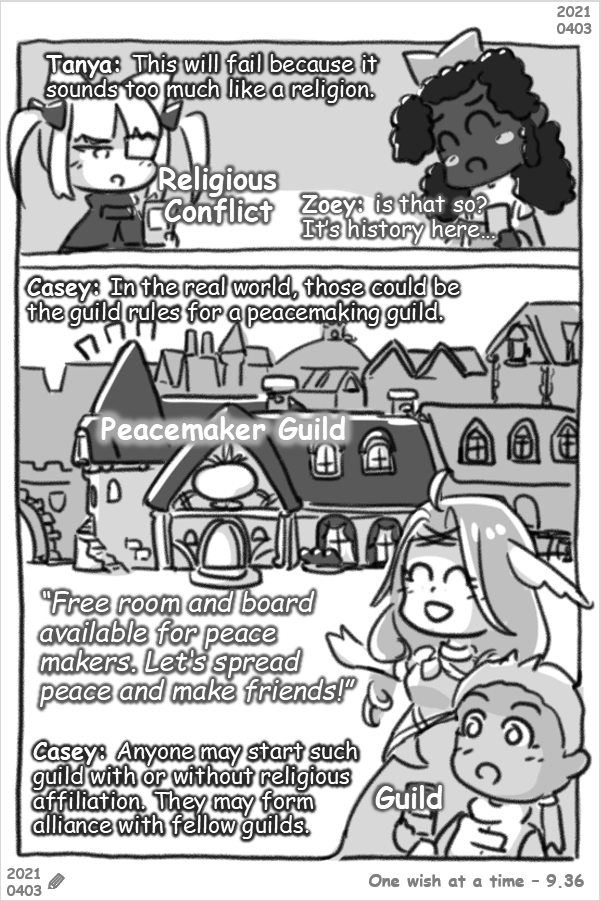 2021
0403
Tanya: This will fail because it
sounds too much like a religion.
Religious
Conflict
Zoey: is that so?
It's history here...
Casey: In the real world, those could be
the guild rules for a peacemaking guild.
Peacemaker Guild
"Free room and board
available for peace
makers. Let's spread
peace and make friends!"
Casey: Anyone may start such
guild with or without religious
affiliation. They may form
alliance with fellow guilds.
Guild
2021
0403
One wish at a time - 9.36